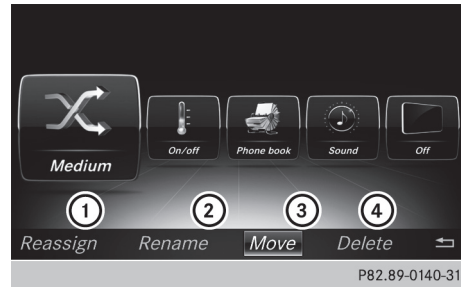 Medium
On/off
Phone book
Sound
Off
1 2 3 4
Reassign Rename Move Delete
P82.89-0140-31